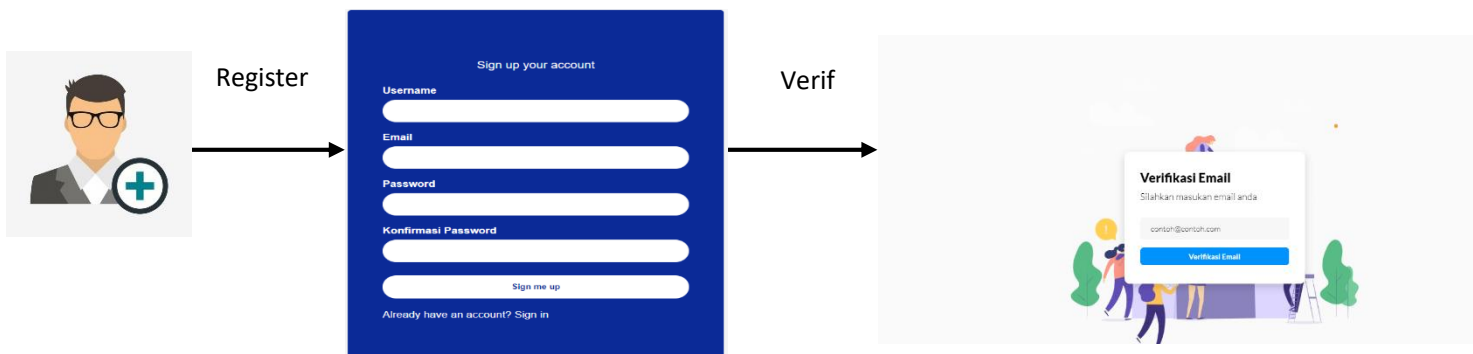 Register
Sign up your account
Username
Email
Password
Konfirmasi Password
Sign me up
Already have an account? Sign in
Verif
Verifikasi Email
Silahkan masukan email anda
contoh@contoh.com
Verifikasi Email